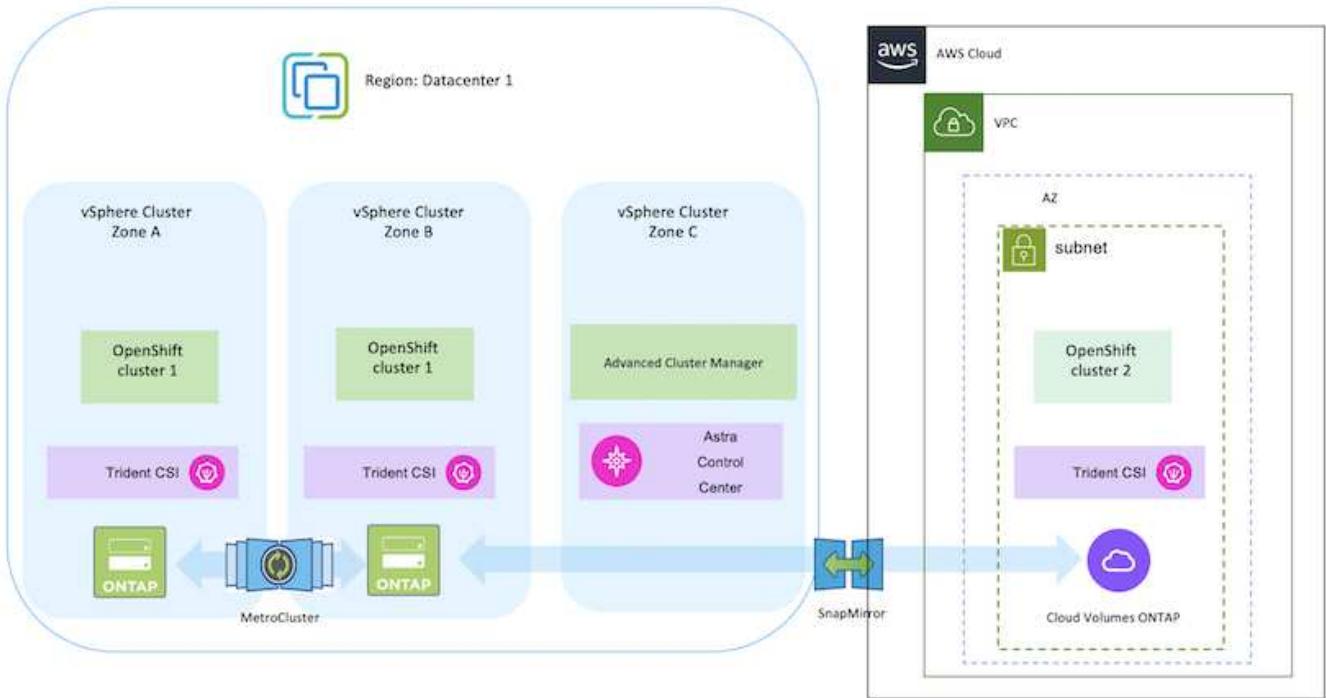 Region: Datacenter 1
aws
AWS Cloud
VPC
vSphere Cluster
Zone A
vSphere Cluster
Zone B
vSphere Cluster
Zone C
AZ
subnet
OpenShift
cluster 1
OpenShift
cluster 1
Advanced Cluster Manager
OpenShift
cluster 2
Trident CSI
Trident CSI
Astra
Control
Center
Trident CSI
ONTAP
ONTAP
MetroCluster
SnapMirror
Cloud Volumes ONTAP